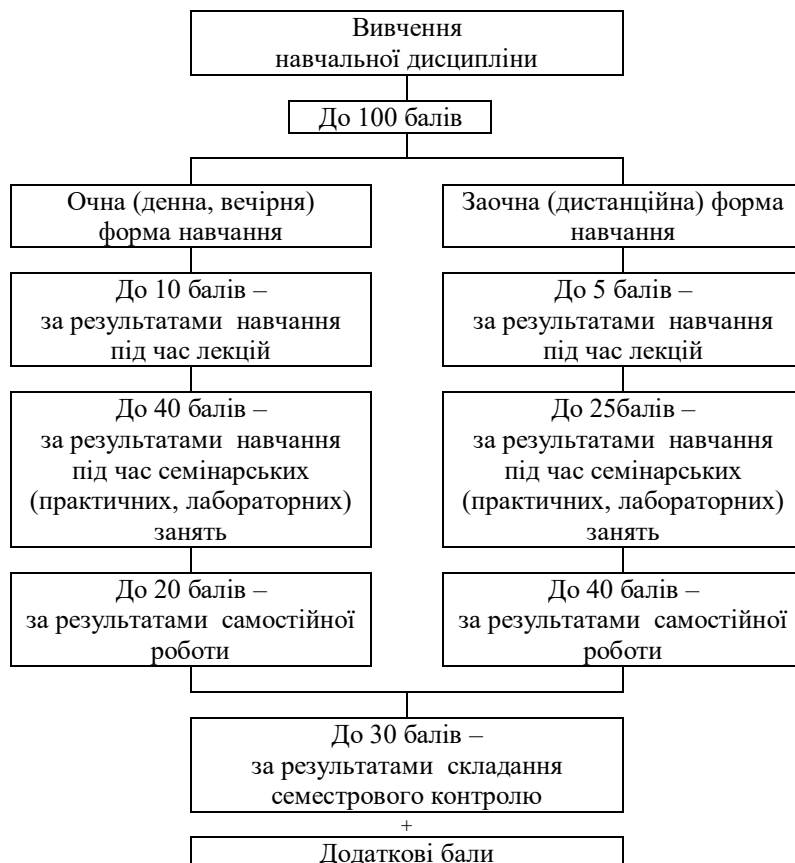 Вивчення
навчальної дисципліни
До 100 балів
Очна (денна, вечірня)
форма навчання
До 10 балів –
за результатами навчання
під час лекцій
До 40 балів –
за результатами навчання
під час семінарських
(практичних, лабораторних)
занять
До 20 балів –
за результатами самостійної
роботи
Заочна (дистанційна) форма
навчання
До 5 балів –
за результатами навчання
під час лекцій
До 25балів –
за результатами навчання
під час семінарських
(практичних, лабораторних)
занять
До 40 балів –
за результатами самостійної
роботи
До 30 балів –
за результатами складання
семестрового контролю
+
Додаткові бали